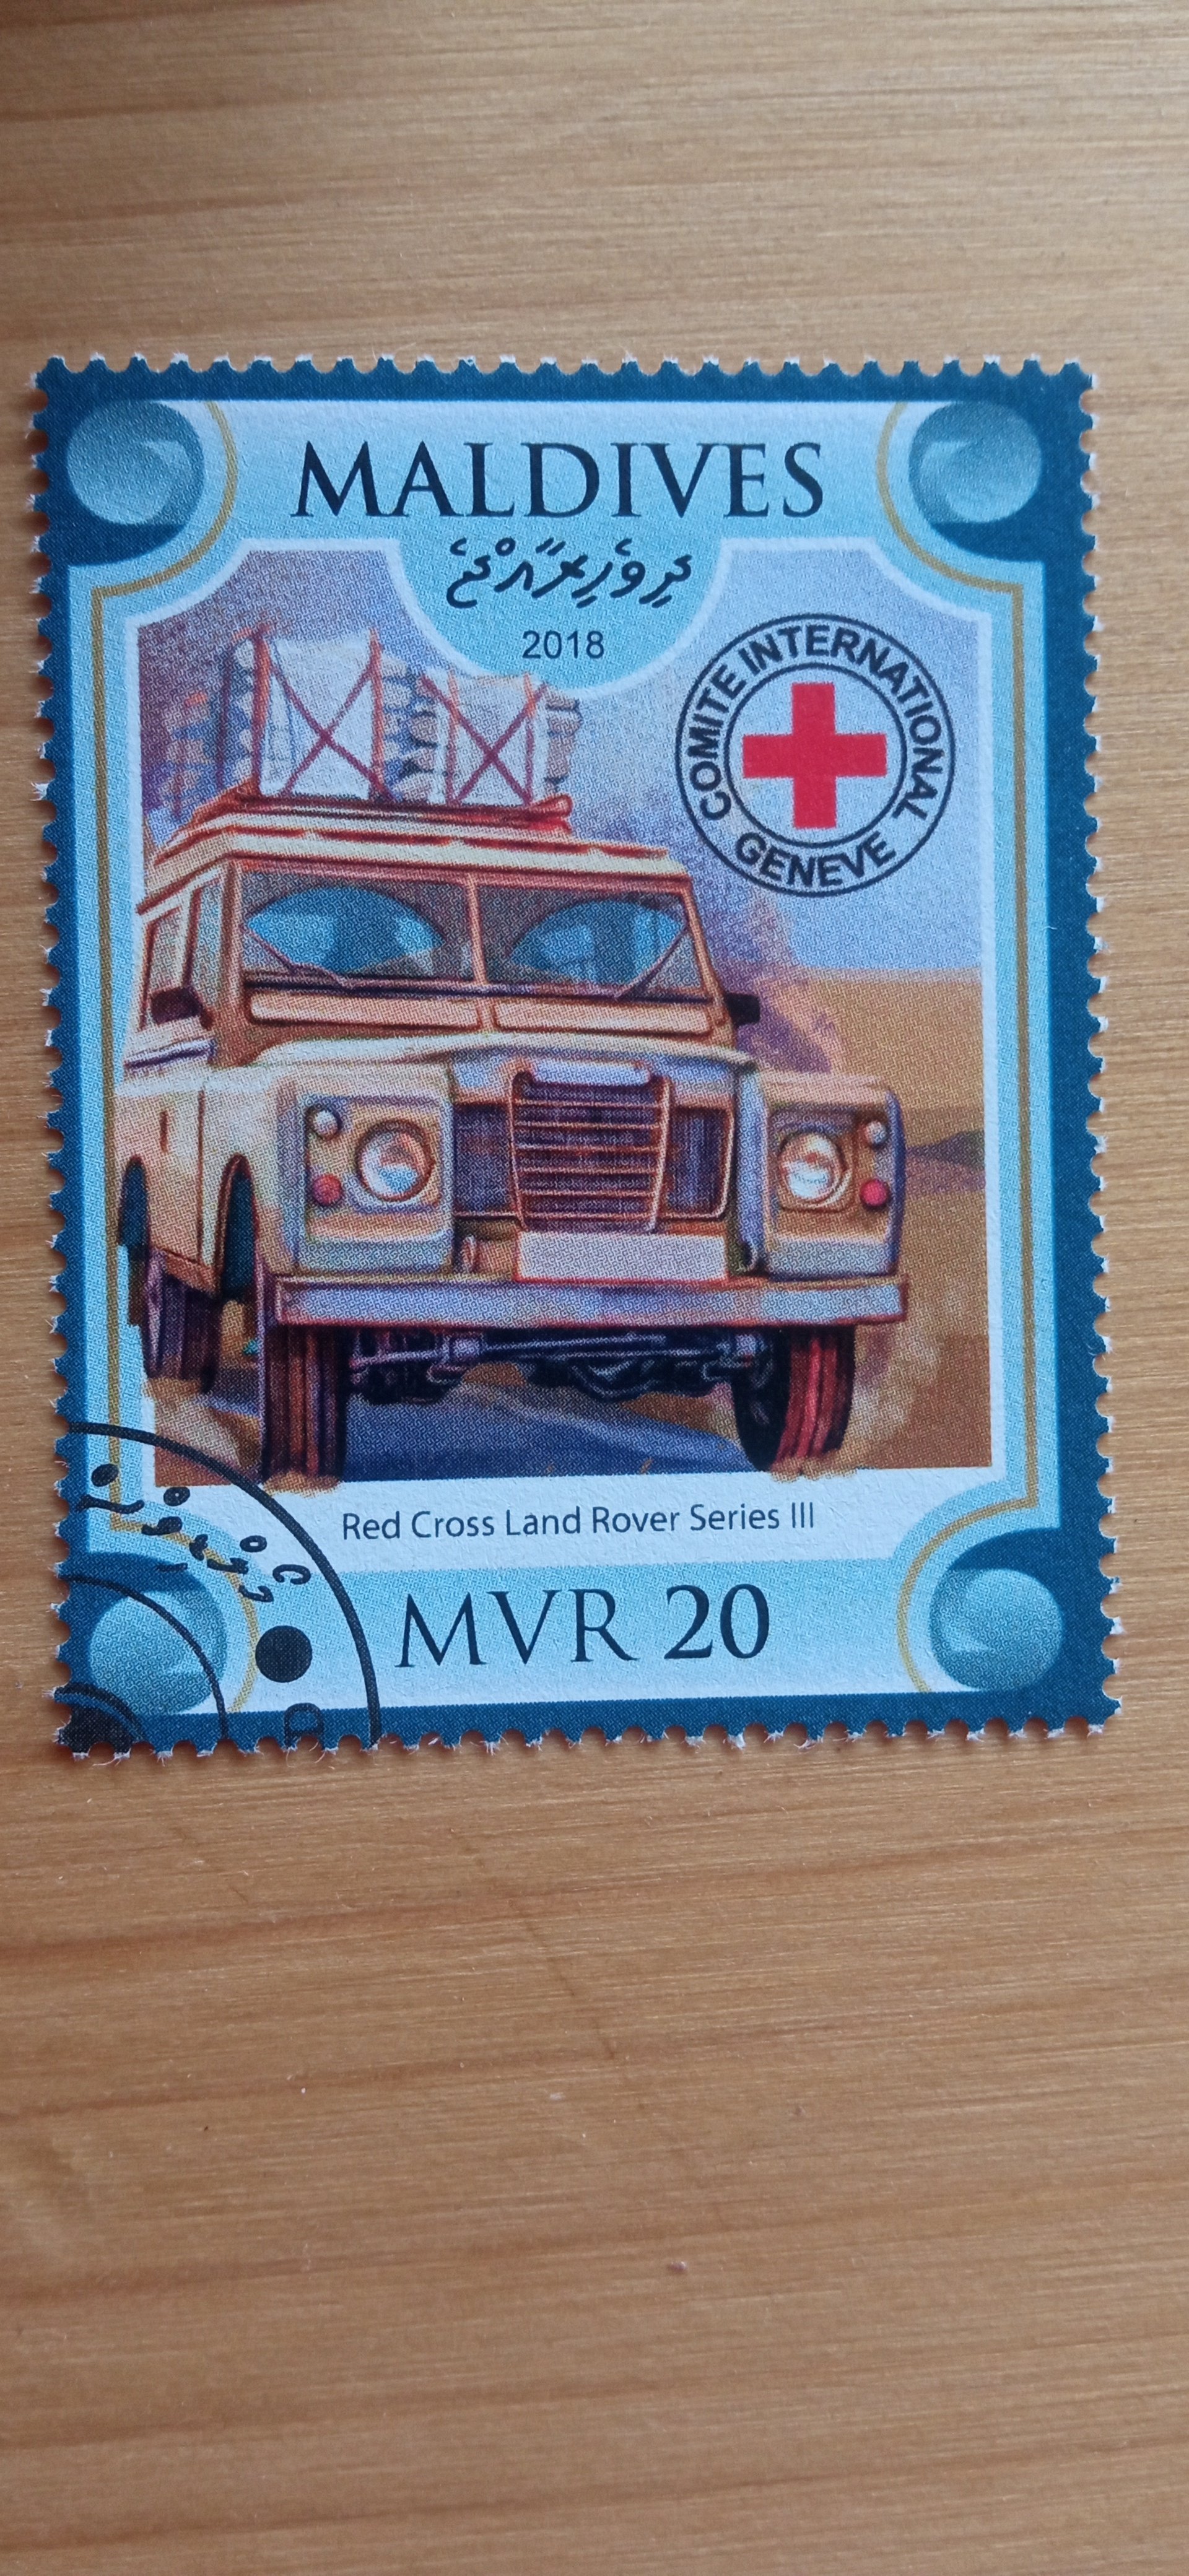 MALDIVES
ދިވެހިރާއްޖެ
2018
COMITE INTERNATIONAL
GENEVE
Red Cross Land Rover Series III
MVR 20